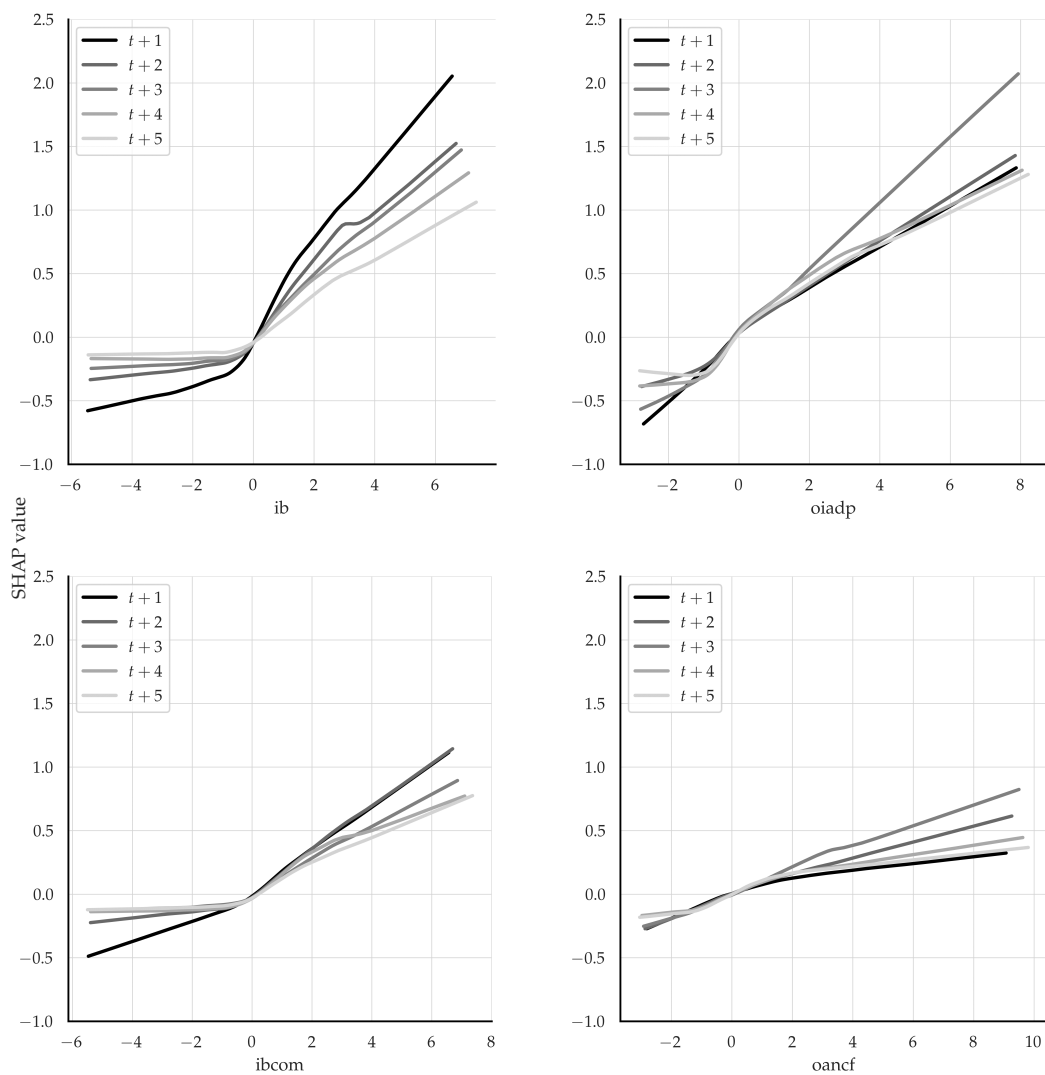 2.5
2.0
1.5
1.0
0.5
0.0
−0.5
−1.0
t + 1
t + 2
t + 3
t + 4
t + 5
−6 −4 −2 0 2 4 6
ib
2.5
2.0
1.5
1.0
0.5
0.0
−0.5
−1.0
t + 1
t + 2
t + 3
t + 4
t + 5
−2 0 2 4 6 8
oiadp
SHAP value
2.5
2.0
1.5
1.0
0.5
0.0
−0.5
−1.0
t + 1
t + 2
t + 3
t + 4
t + 5
−6 −4 −2 0 2 4 6 8
ibcom
2.5
2.0
1.5
1.0
0.5
0.0
−0.5
−1.0
t + 1
t + 2
t + 3
t + 4
t + 5
−2 0 2 4 6 8 10
oancf